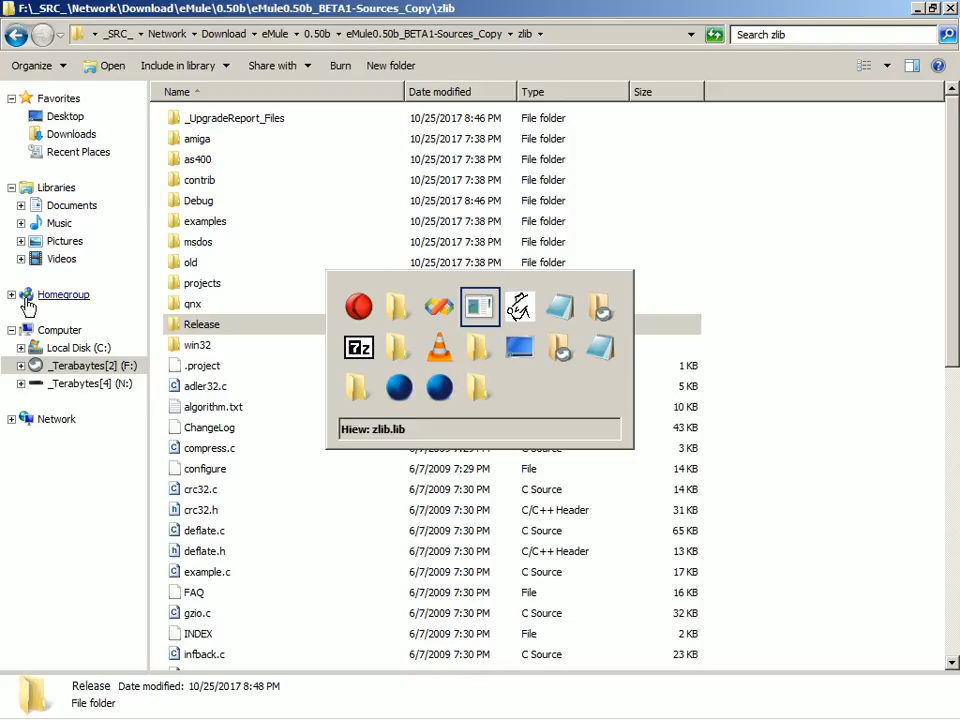 F:\_SRC_\Network\Download\eMule\0.50b\eMule0.50b_BETA1-Sources_Copy\zlib
_SRC_ Network Download eMule 0.50b eMule0.50b_BETA1-Sources_Copy zlib
Search zlib
Organize Open Include in library Share with Burn New folder
Name Date modified Type Size
Favorites
Desktop
Downloads
Recent Places
Libraries
Documents
Music
Pictures
Videos
Homegroup
Computer
Local Disk (C:)
_Terabaytes[2] (F:)
_Terabytes[4] (N:)
Network
_UpgradeReport_Files 10/25/2017 8:46 PM File folder
amiga 10/25/2017 7:38 PM File folder
as400 10/25/2017 7:38 PM File folder
contrib 10/25/2017 7:38 PM File folder
Debug 10/25/2017 8:46 PM File folder
examples 10/25/2017 7:38 PM File folder
msdos 10/25/2017 7:38 PM File folder
old 10/25/2017 7:38 PM File folder
projects
qnx
Release
win32
.project 1 KB
adler32.c 5 KB
algorithm.txt 10 KB
ChangeLog 43 KB
compress.c 6/7/2009 7:30 PM C Source 3 KB
configure 6/7/2009 7:29 PM File 14 KB
crc32.c 6/7/2009 7:30 PM C Source 14 KB
crc32.h 6/7/2009 7:30 PM C/C++ Header 31 KB
deflate.c 6/7/2009 7:30 PM C Source 65 KB
deflate.h 6/7/2009 7:30 PM C/C++ Header 13 KB
example.c 6/7/2009 7:30 PM C Source 17 KB
FAQ 6/7/2009 7:30 PM File 14 KB
gzio.c 6/7/2009 7:30 PM C Source 32 KB
INDEX 6/7/2009 7:30 PM File 2 KB
infback.c 6/7/2009 7:30 PM C Source 23 KB
7z
Hiew: zlib.lib
Release Date modified: 10/25/2017 8:48 PM
File folder